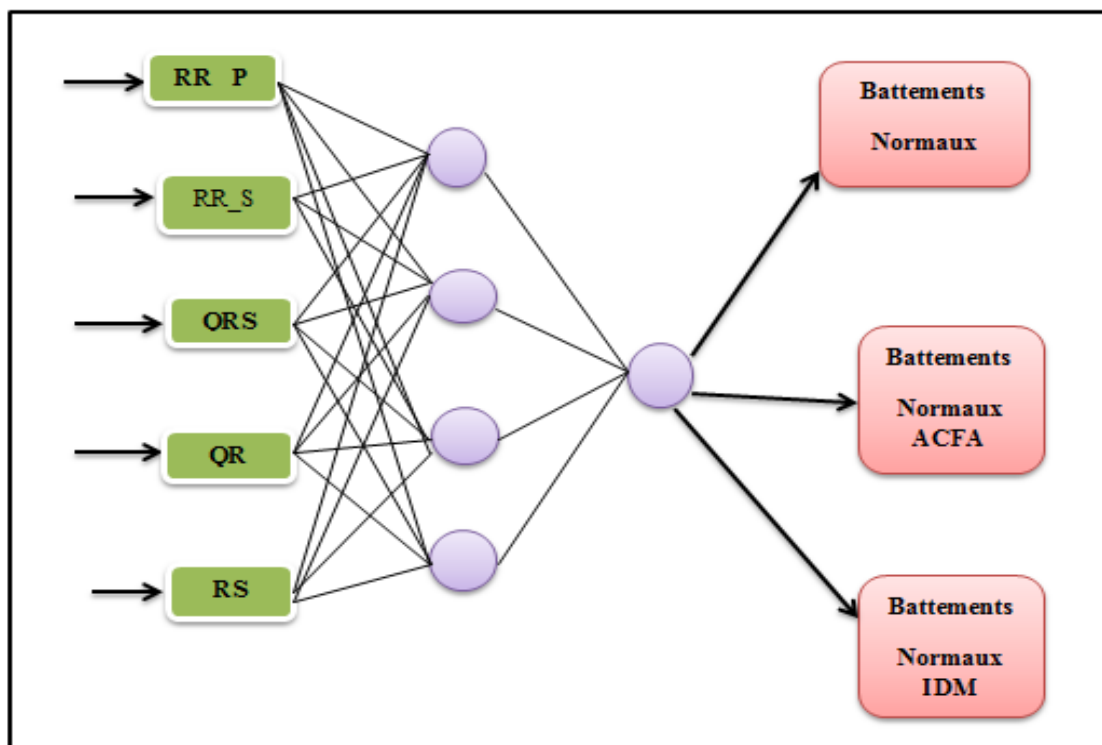 RR P
RR_S
QRS
QR
RS
Battements
Normaux
Battements
Normaux
ACFA
Battements
Normaux
IDM